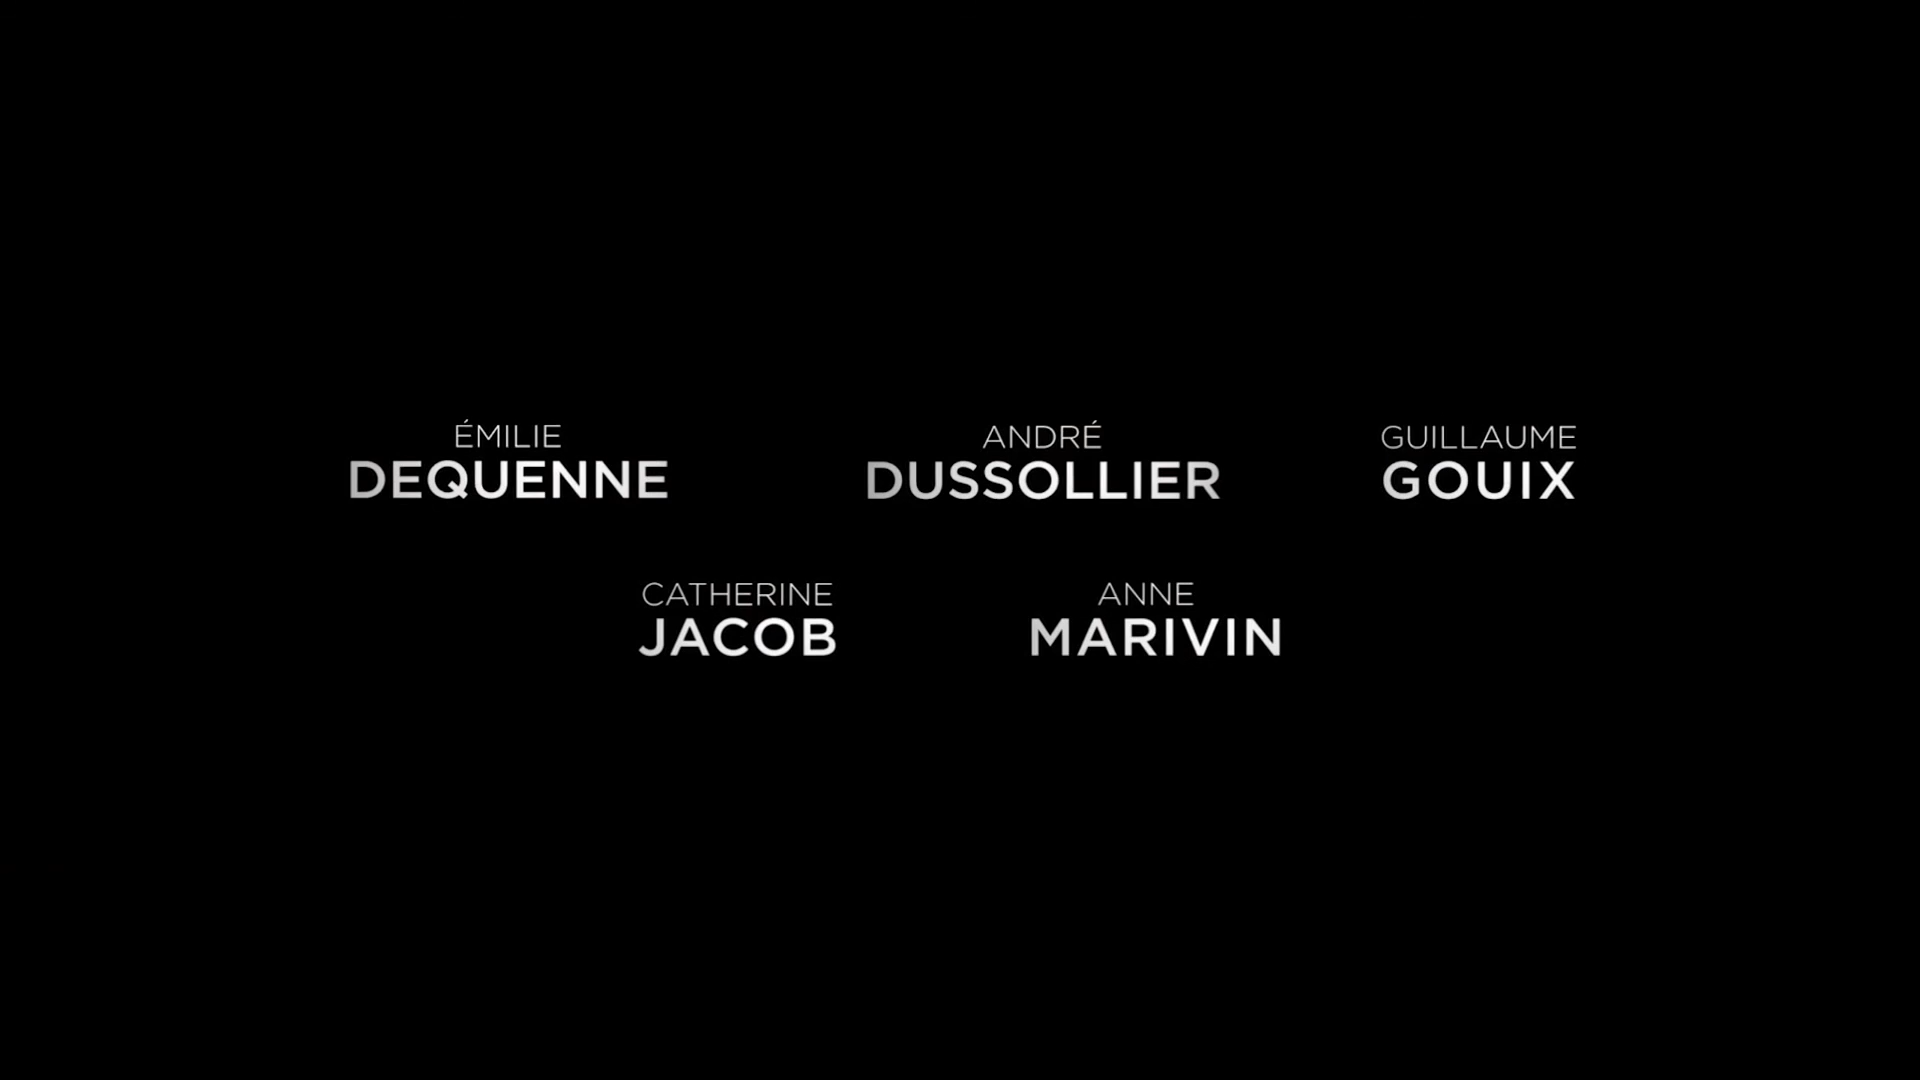 ÉMILIE
DEQUENNE
ANDRÉ
DUSSOLLIER
GUILLAUME
GOUIX
CATHERINE
JACOB
ANNE
MARIVIN